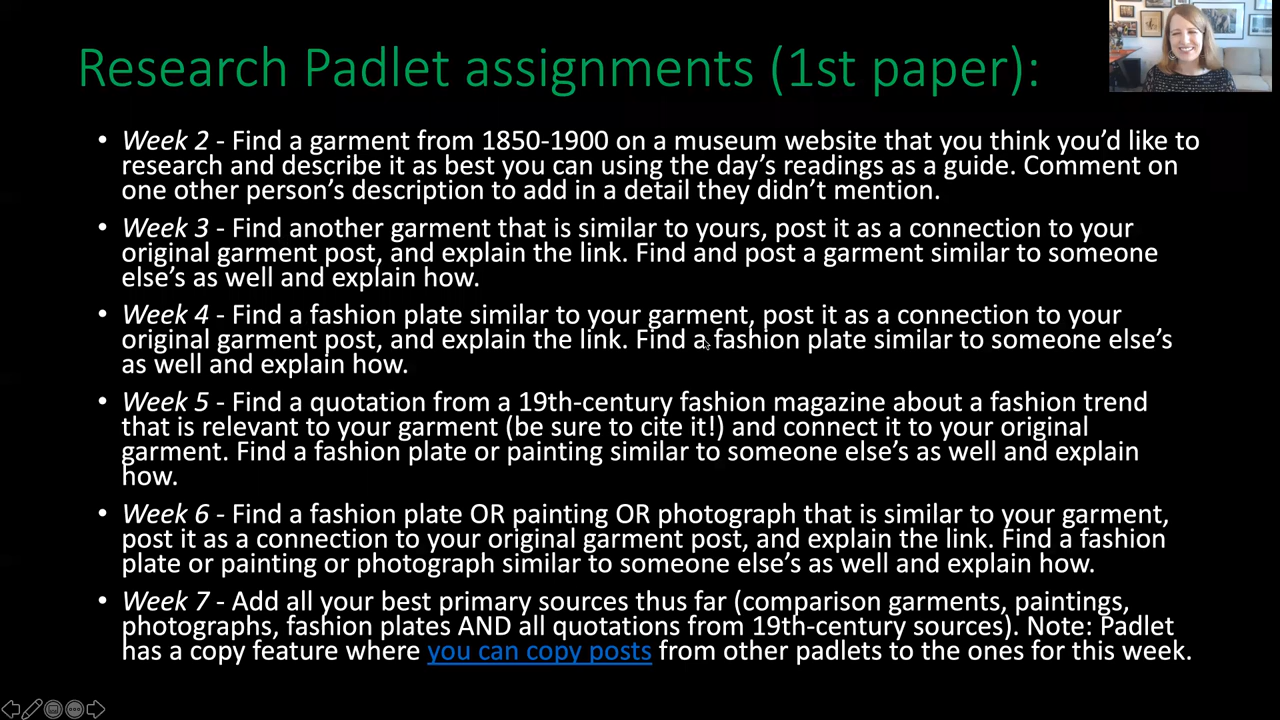 Research Padlet assignments (1st paper):
• Week 2 - Find a garment from 1850-1900 on a museum website that you think you’d like to
research and describe it as best you can using the day’s readings as a guide. Comment on
one other person’s description to add in a detail they didn’t mention.
• Week 3 - Find another garment that is similar to yours, post it as a connection to your
original garment post, and explain the link. Find and post a garment similar to someone
else’s as well and explain how.
• Week 4 - Find a fashion plate similar to your garment, post it as a connection to your
original garment post, and explain the link. Find a fashion plate similar to someone else’s
as well and explain how.
• Week 5 - Find a quotation from a 19th-century fashion magazine about a fashion trend
that is relevant to your garment (be sure to cite it!) and connect it to your original
garment. Find a fashion plate or painting similar to someone else’s as well and explain
how.
• Week 6 - Find a fashion plate OR painting OR photograph that is similar to your garment,
post it as a connection to your original garment post, and explain the link. Find a fashion
plate or painting or photograph similar to someone else’s as well and explain how.
• Week 7 - Add all your best primary sources thus far (comparison garments, paintings,
photographs, fashion plates AND all quotations from 19th-century sources). Note: Padlet
has a copy feature where you can copy posts from other padlets to the ones for this week.